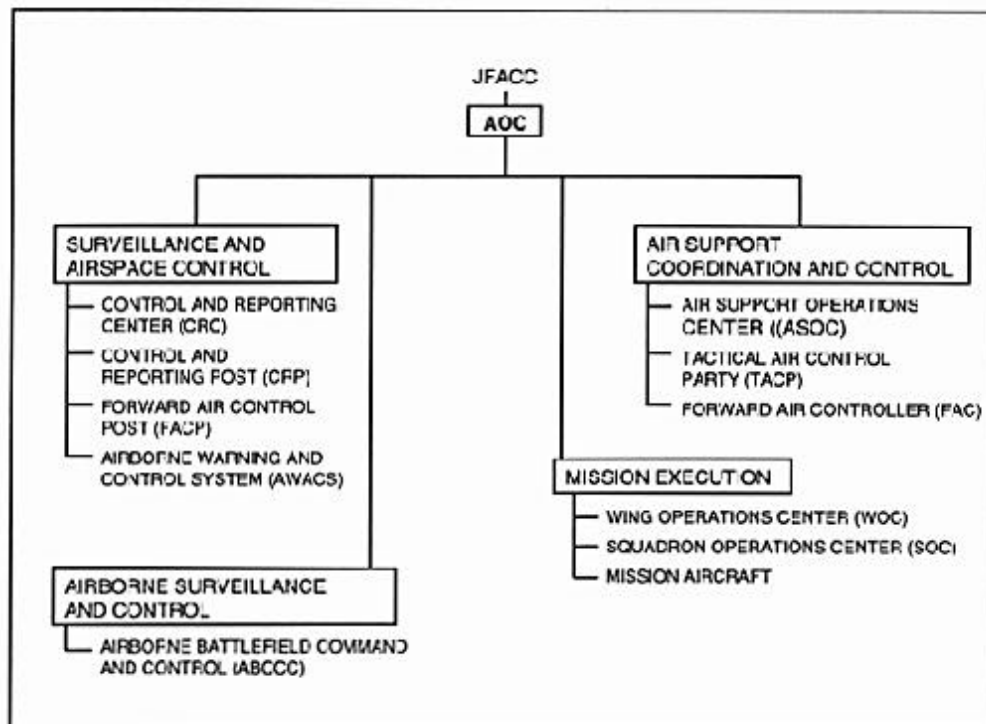 JFACC
AOC
SURVEILLANCE AND
AIRSPACE CONTROL
CONTROL AND REPORTING
CENTER (CRC)
CONTROL AND
REPORTING POST (CRP)
FORWARD AIR CONTROL
POST (FACP)
AIRBORNE WARNING AND
CONTROL SYSTEM (AWACS)
AIRBORNE SURVEILLANCE
AND CONTROL
AIRBORNE BATTLEFIELD COMMAND
AND CONTROL (ABCCC)
AIR SUPPORT
COORDINATION AND CONTROL
AIR SUPPORT OPERATIONS
CENTER ((ASOC)
TACTICAL AIR CONTROL
PARTY (TACP)
FORWARD AIR CONTROLLER (FAC)
MISSION EXECUTION
WING OPERATIONS CENTER (WOC)
SQUADRON OPERATIONS CENTER (SOC)
MISSION AIRCRAFT